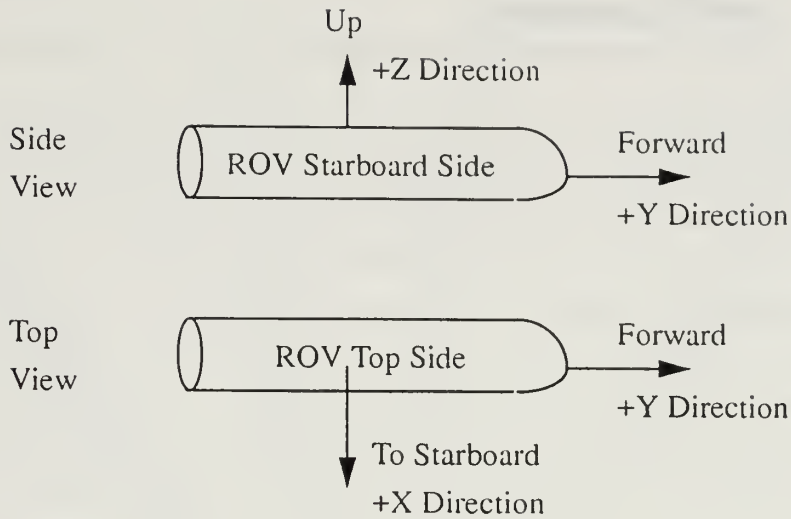 Up
+Z Direction
Side
View
ROV Starboard Side
Forward
+Y Direction
Top
View
ROV Top Side
Forward
+Y Direction
To Starboard
+X Direction